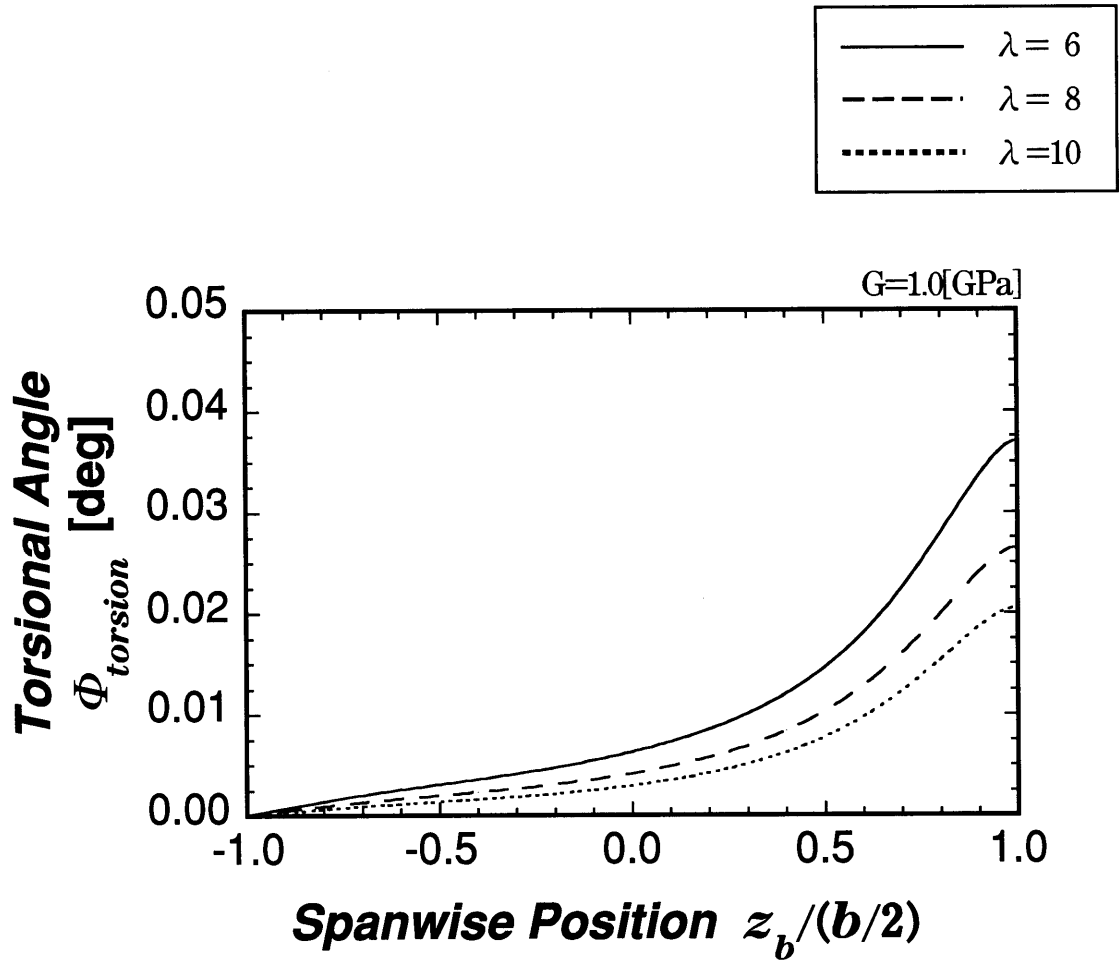 λ = 6
λ = 8
λ =10
G=1.0[GPa]
Torsional Angle
Φtorsion [deg]
0.05
0.04
0.03
0.02
0.01
0.00
-1.0 -0.5 0.0 0.5 1.0
Spanwise Position zb/(b/2)